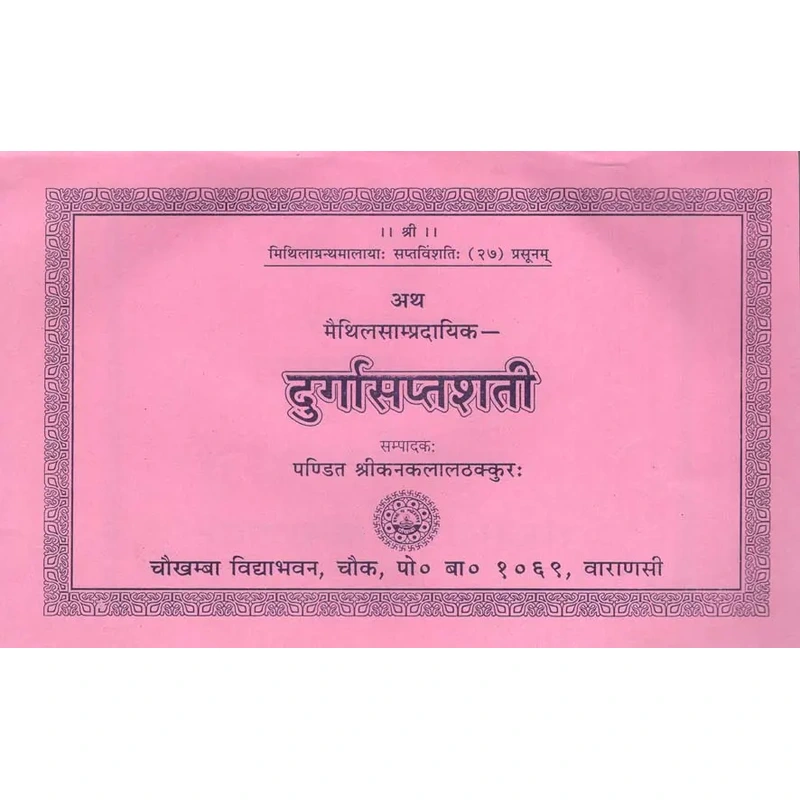 ।। श्री ।।
मिथिलाग्रन्थमालायाः सप्तविंशतिः (२७) प्रसूनम्
अथ
मैथिलसाम्प्रदायिक—
दुर्गासप्तशती
सम्पादकः
पण्डित श्रीकनकलालठक्कुरः
चौखम्बा विद्याभवन, चौक, पो० बा० १०६९, वाराणसी